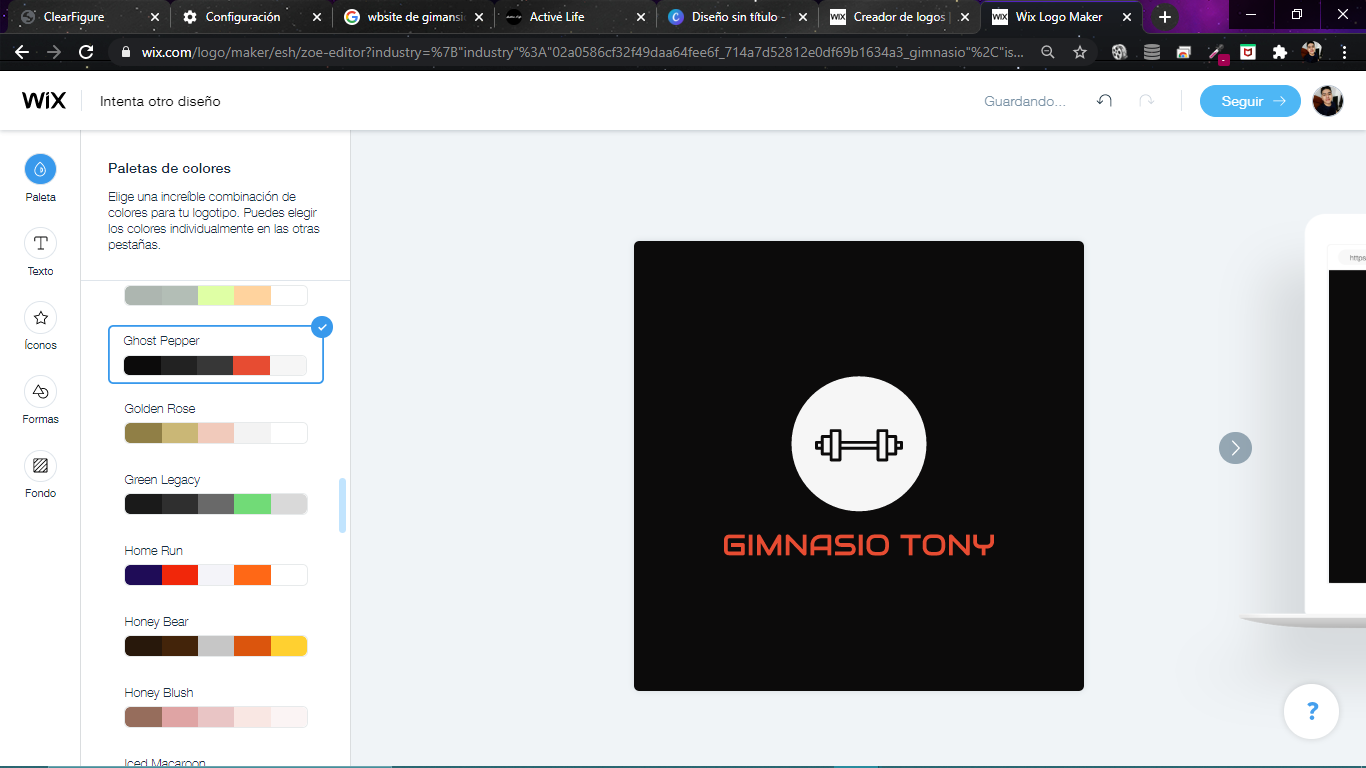 ClearFigure
Configuración
wbsite de gimansi
Active Life
Diseño sin título -
Creador de logos
Wix Logo Maker
wix.com/logo/maker/esh/zoe-editor?industry=%7B"industry"%3A"02a0586cf32f49daa64fee6f_714a7d52812e0df69b1634a3_gimnasio"%2C"is...
WiX
Intenta otro diseño
Guardando...
Seguir
Paleta
Texto
Íconos
Formas
Fondo
Paletas de colores
Elige una increíble combinación de
colores para tu logotipo. Puedes elegir
los colores individualmente en las otras
pestañas.
Ghost Pepper
Golden Rose
Green Legacy
Home Run
Honey Bear
Honey Blush
Iced Macaroon
GIMNASIO TONY
https
?